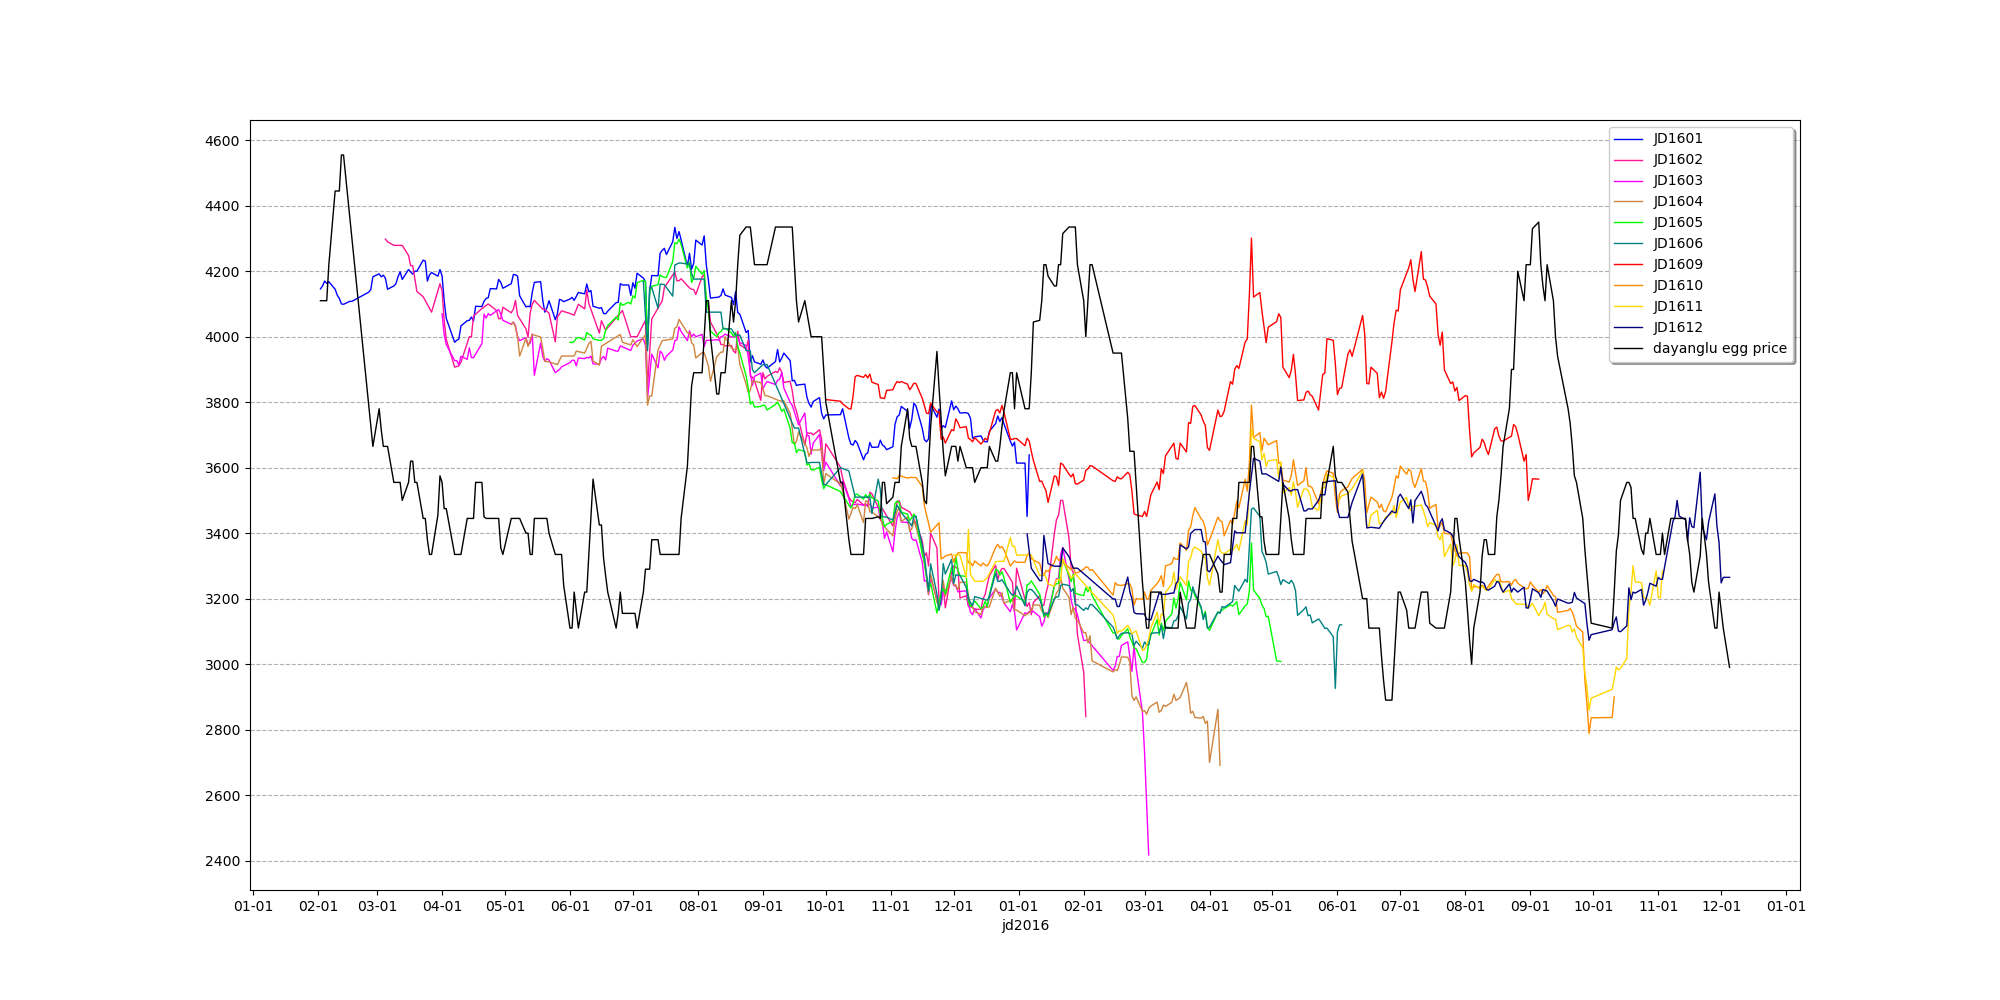 4600
4400
4200
4000
3800
3600
3400
3200
3000
2800
2600
2400
JD1601
JD1602
JD1603
JD1604
JD1605
JD1606
JD1609
JD1610
JD1611
JD1612
dayanglu egg price
01-01 02-01 03-01 04-01 05-01 06-01 07-01 08-01 09-01 10-01 11-01 12-01 01-01 02-01 03-01 04-01 05-01 06-01 07-01 08-01 09-01 10-01 11-01 12-01 01-01
jd2016